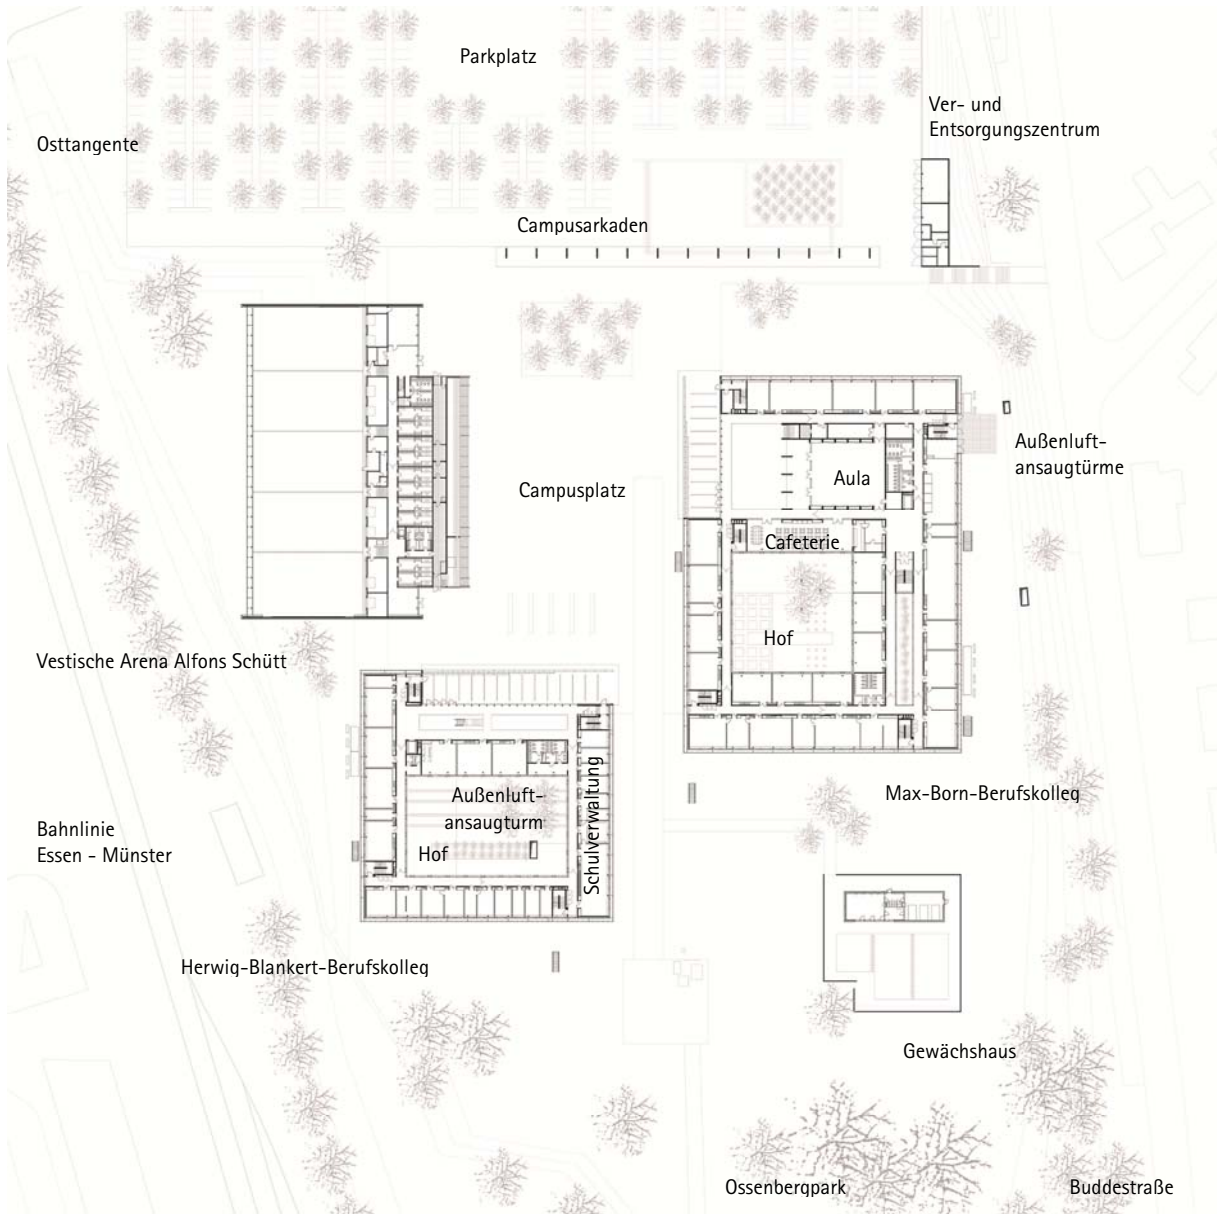 Parkplatz
Ver- und
Entsorgungszentrum
Osttangente
Campusarkaden
Außenluft-
ansaugtürme
Aula
Campusplatz
Cafeterie
Hof
Vestische Arena Alfons Schütt
Schulverwaltung
Außenluft-
ansaugturm
Hof
Max-Born-Berufskolleg
Bahnlinie
Essen - Münster
Herwig-Blankert-Berufskolleg
Gewächshaus
Ossenbergpark
Buddestraße